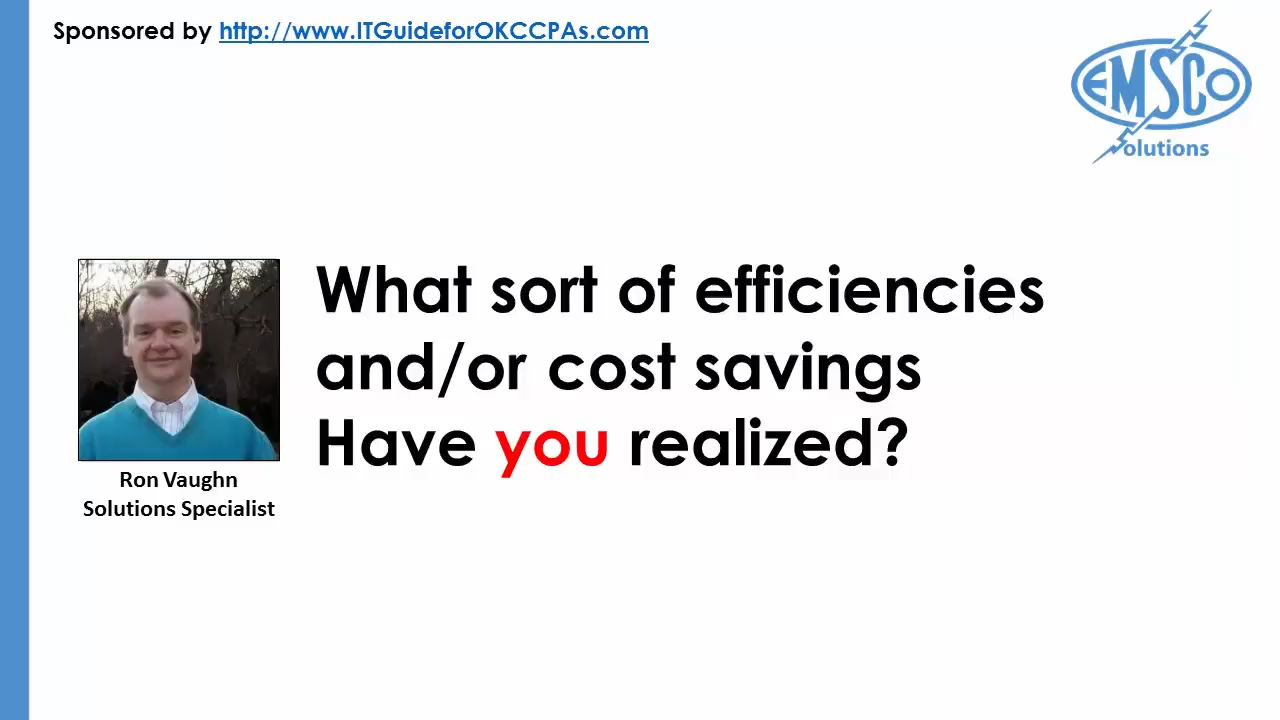 Sponsored by http://www.ITGuideforOKCCPAs.com
EMSCO
Solutions
What sort of efficiencies
and/or cost savings
Have you realized?
Ron Vaughn
Solutions Specialist